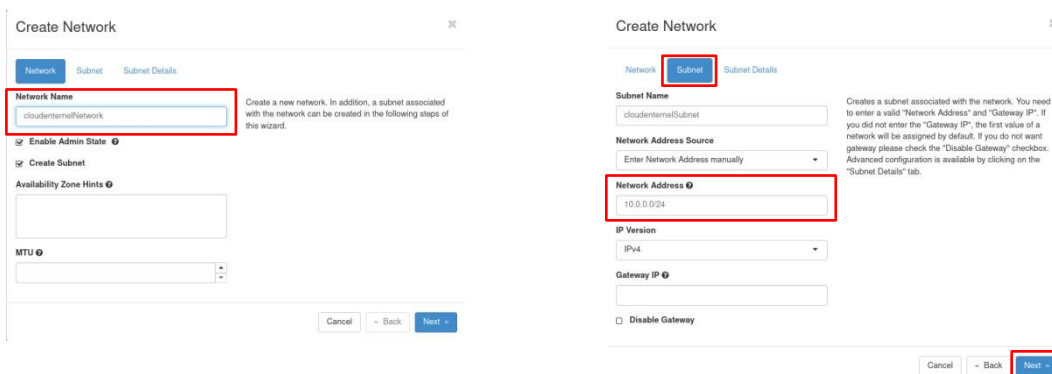 Create Network
Network Subnet Subnet Details
Network Name
cloudenternelNetwork
Create a new network. In addition, a subnet associated
with the network can be created in the following steps of
this wizard.
Enable Admin State
Create Subnet
Availability Zone Hints
MTU
Cancel « Back Next »
Create Network
Network Subnet Subnet Details
Subnet Name
cloudenternelSubnet
Creates a subnet associated with the network. You need
to enter a valid "Network Address" and "Gateway IP". If
you did not enter the "Gateway IP", the first value of a
network will be assigned by default. If you do not want
gateway please check the "Disable Gateway" checkbox.
Advanced configuration is available by clicking on the
"Subnet Details" tab.
Network Address Source
Enter Network Address manually
Network Address
10.0.0.0/24
IP Version
IPv4
Gateway IP
Disable Gateway
Cancel « Back Next »